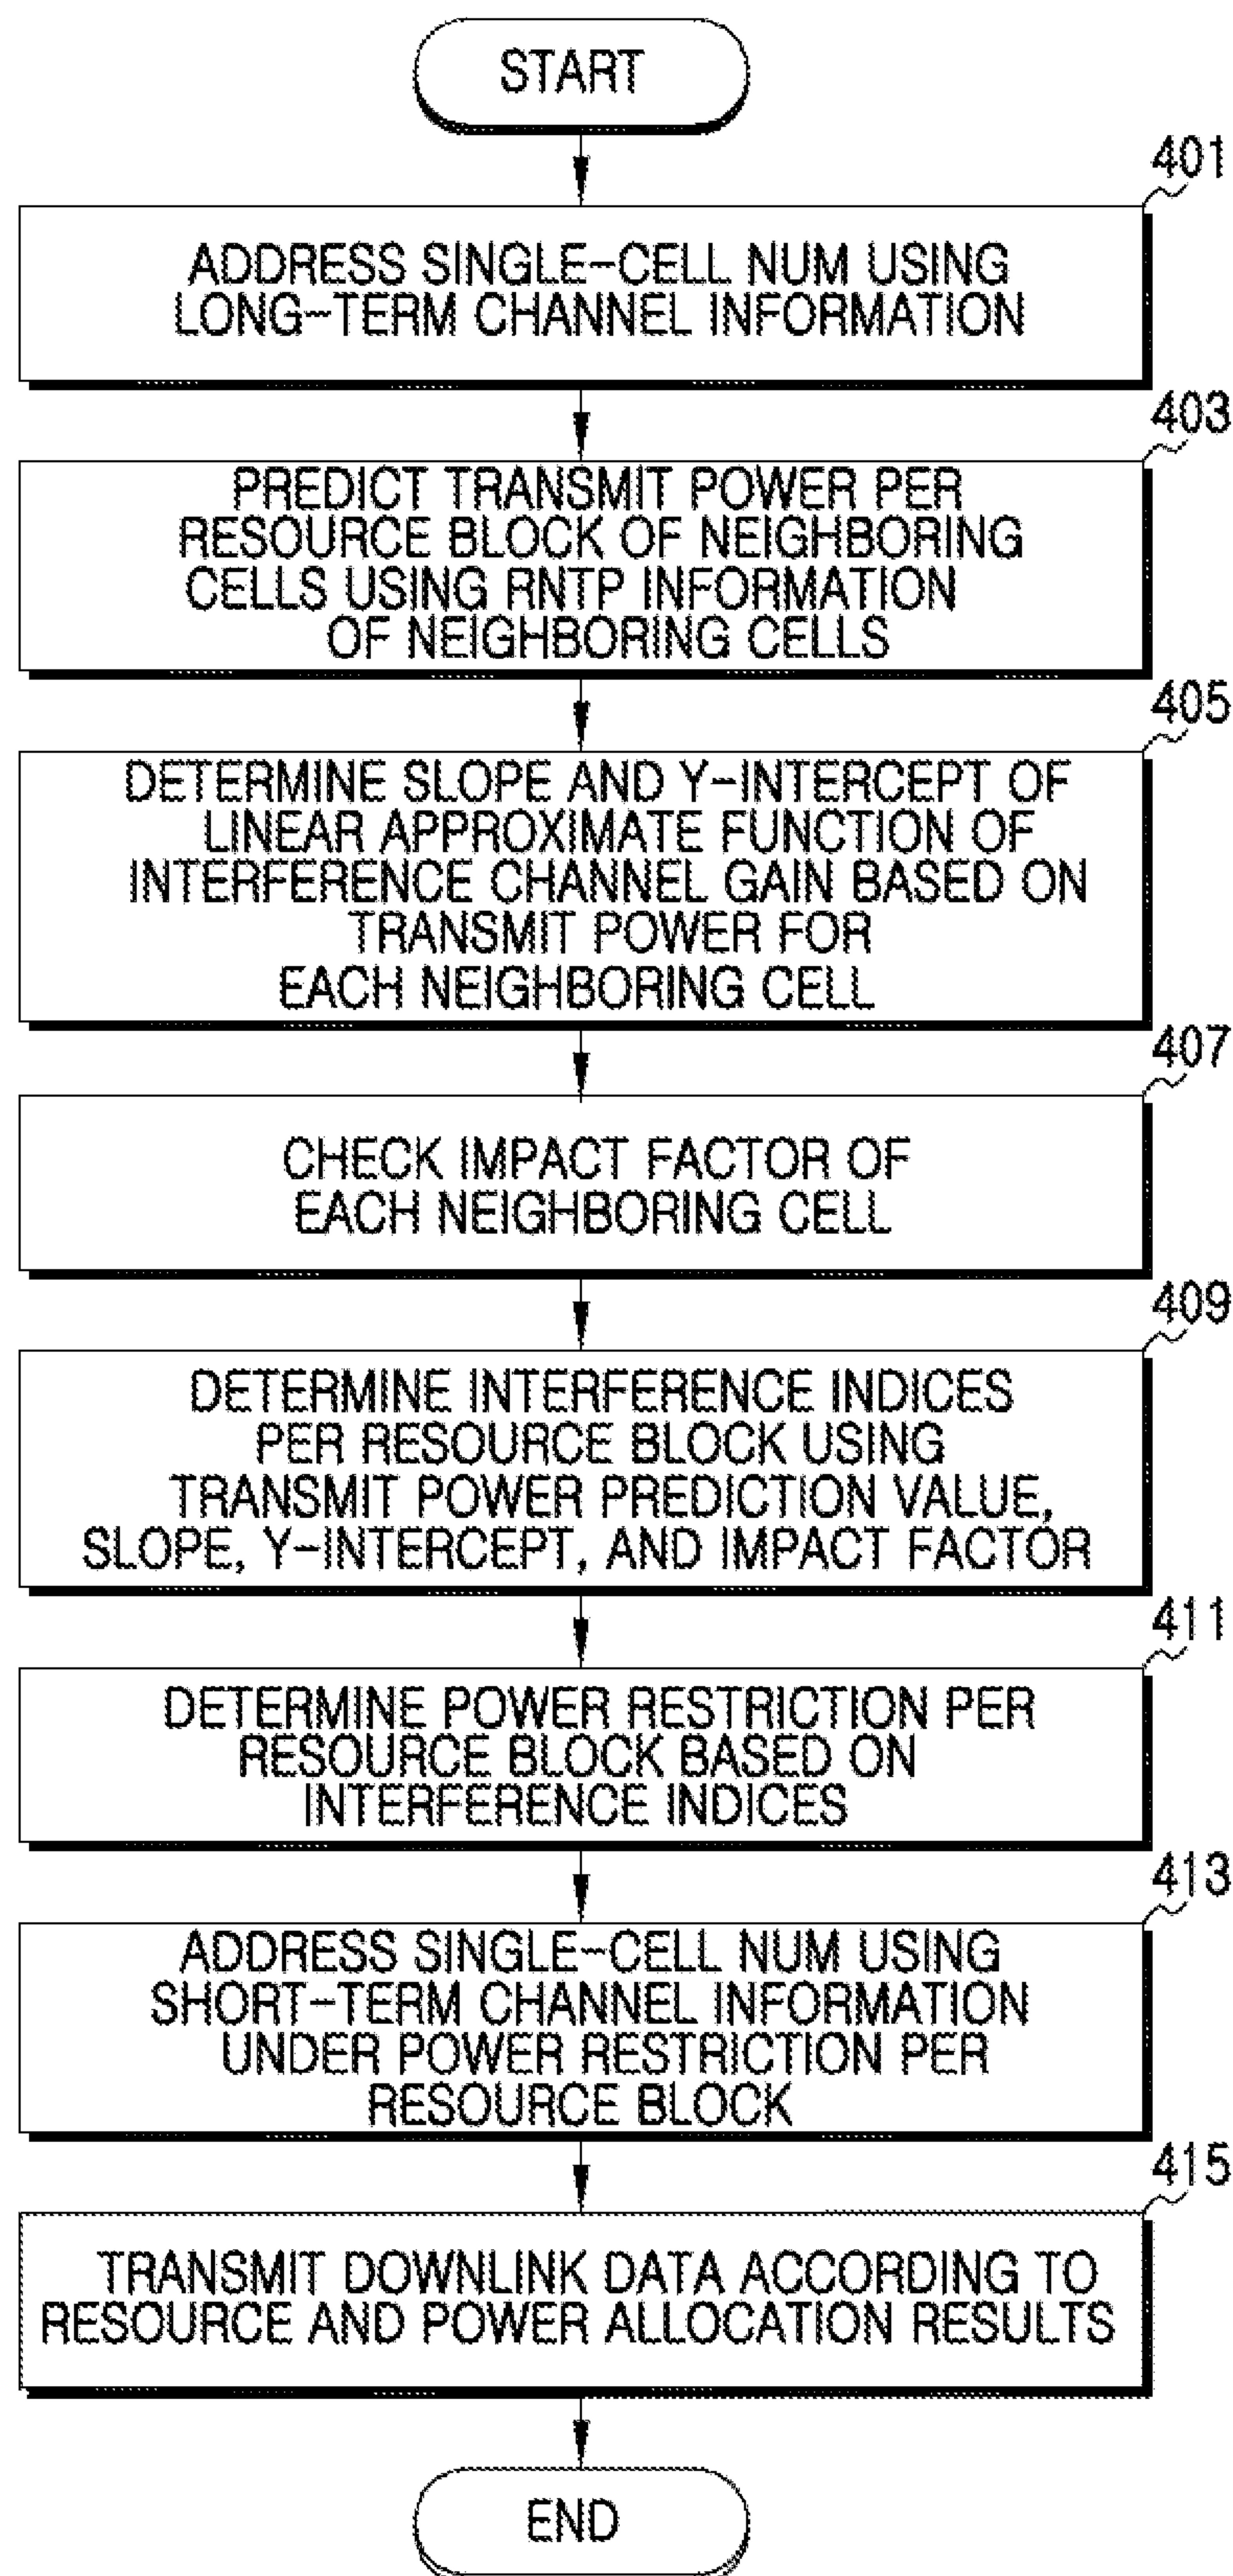 START
401
ADDRESS SINGLE-CELL NUM USING
LONG-TERM CHANNEL INFORMATION
403
PREDICT TRANSMIT POWER PER
RESOURCE BLOCK OF NEIGHBORING
CELLS USING RNTP INFORMATION
OF NEIGHBORING CELLS
405
DETERMINE SLOPE AND Y-INTERCEPT OF
LINEAR APPROXIMATE FUNCTION OF
INTERFERENCE CHANNEL GAIN BASED ON
TRANSMIT POWER FOR
EACH NEIGHBORING CELL
407
CHECK IMPACT FACTOR OF
EACH NEIGHBORING CELL
409
DETERMINE INTERFERENCE INDICES
PER RESOURCE BLOCK USING
TRANSMIT POWER PREDICTION VALUE,
SLOPE, Y-INTERCEPT, AND IMPACT FACTOR
411
DETERMINE POWER RESTRICTION PER
RESOURCE BLOCK BASED ON
INTERFERENCE INDICES
413
ADDRESS SINGLE-CELL NUM USING
SHORT-TERM CHANNEL INFORMATION
UNDER POWER RESTRICTION PER
RESOURCE BLOCK
415
TRANSMIT DOWNLINK DATA ACCORDING TO
RESOURCE AND POWER ALLOCATION RESULTS
END